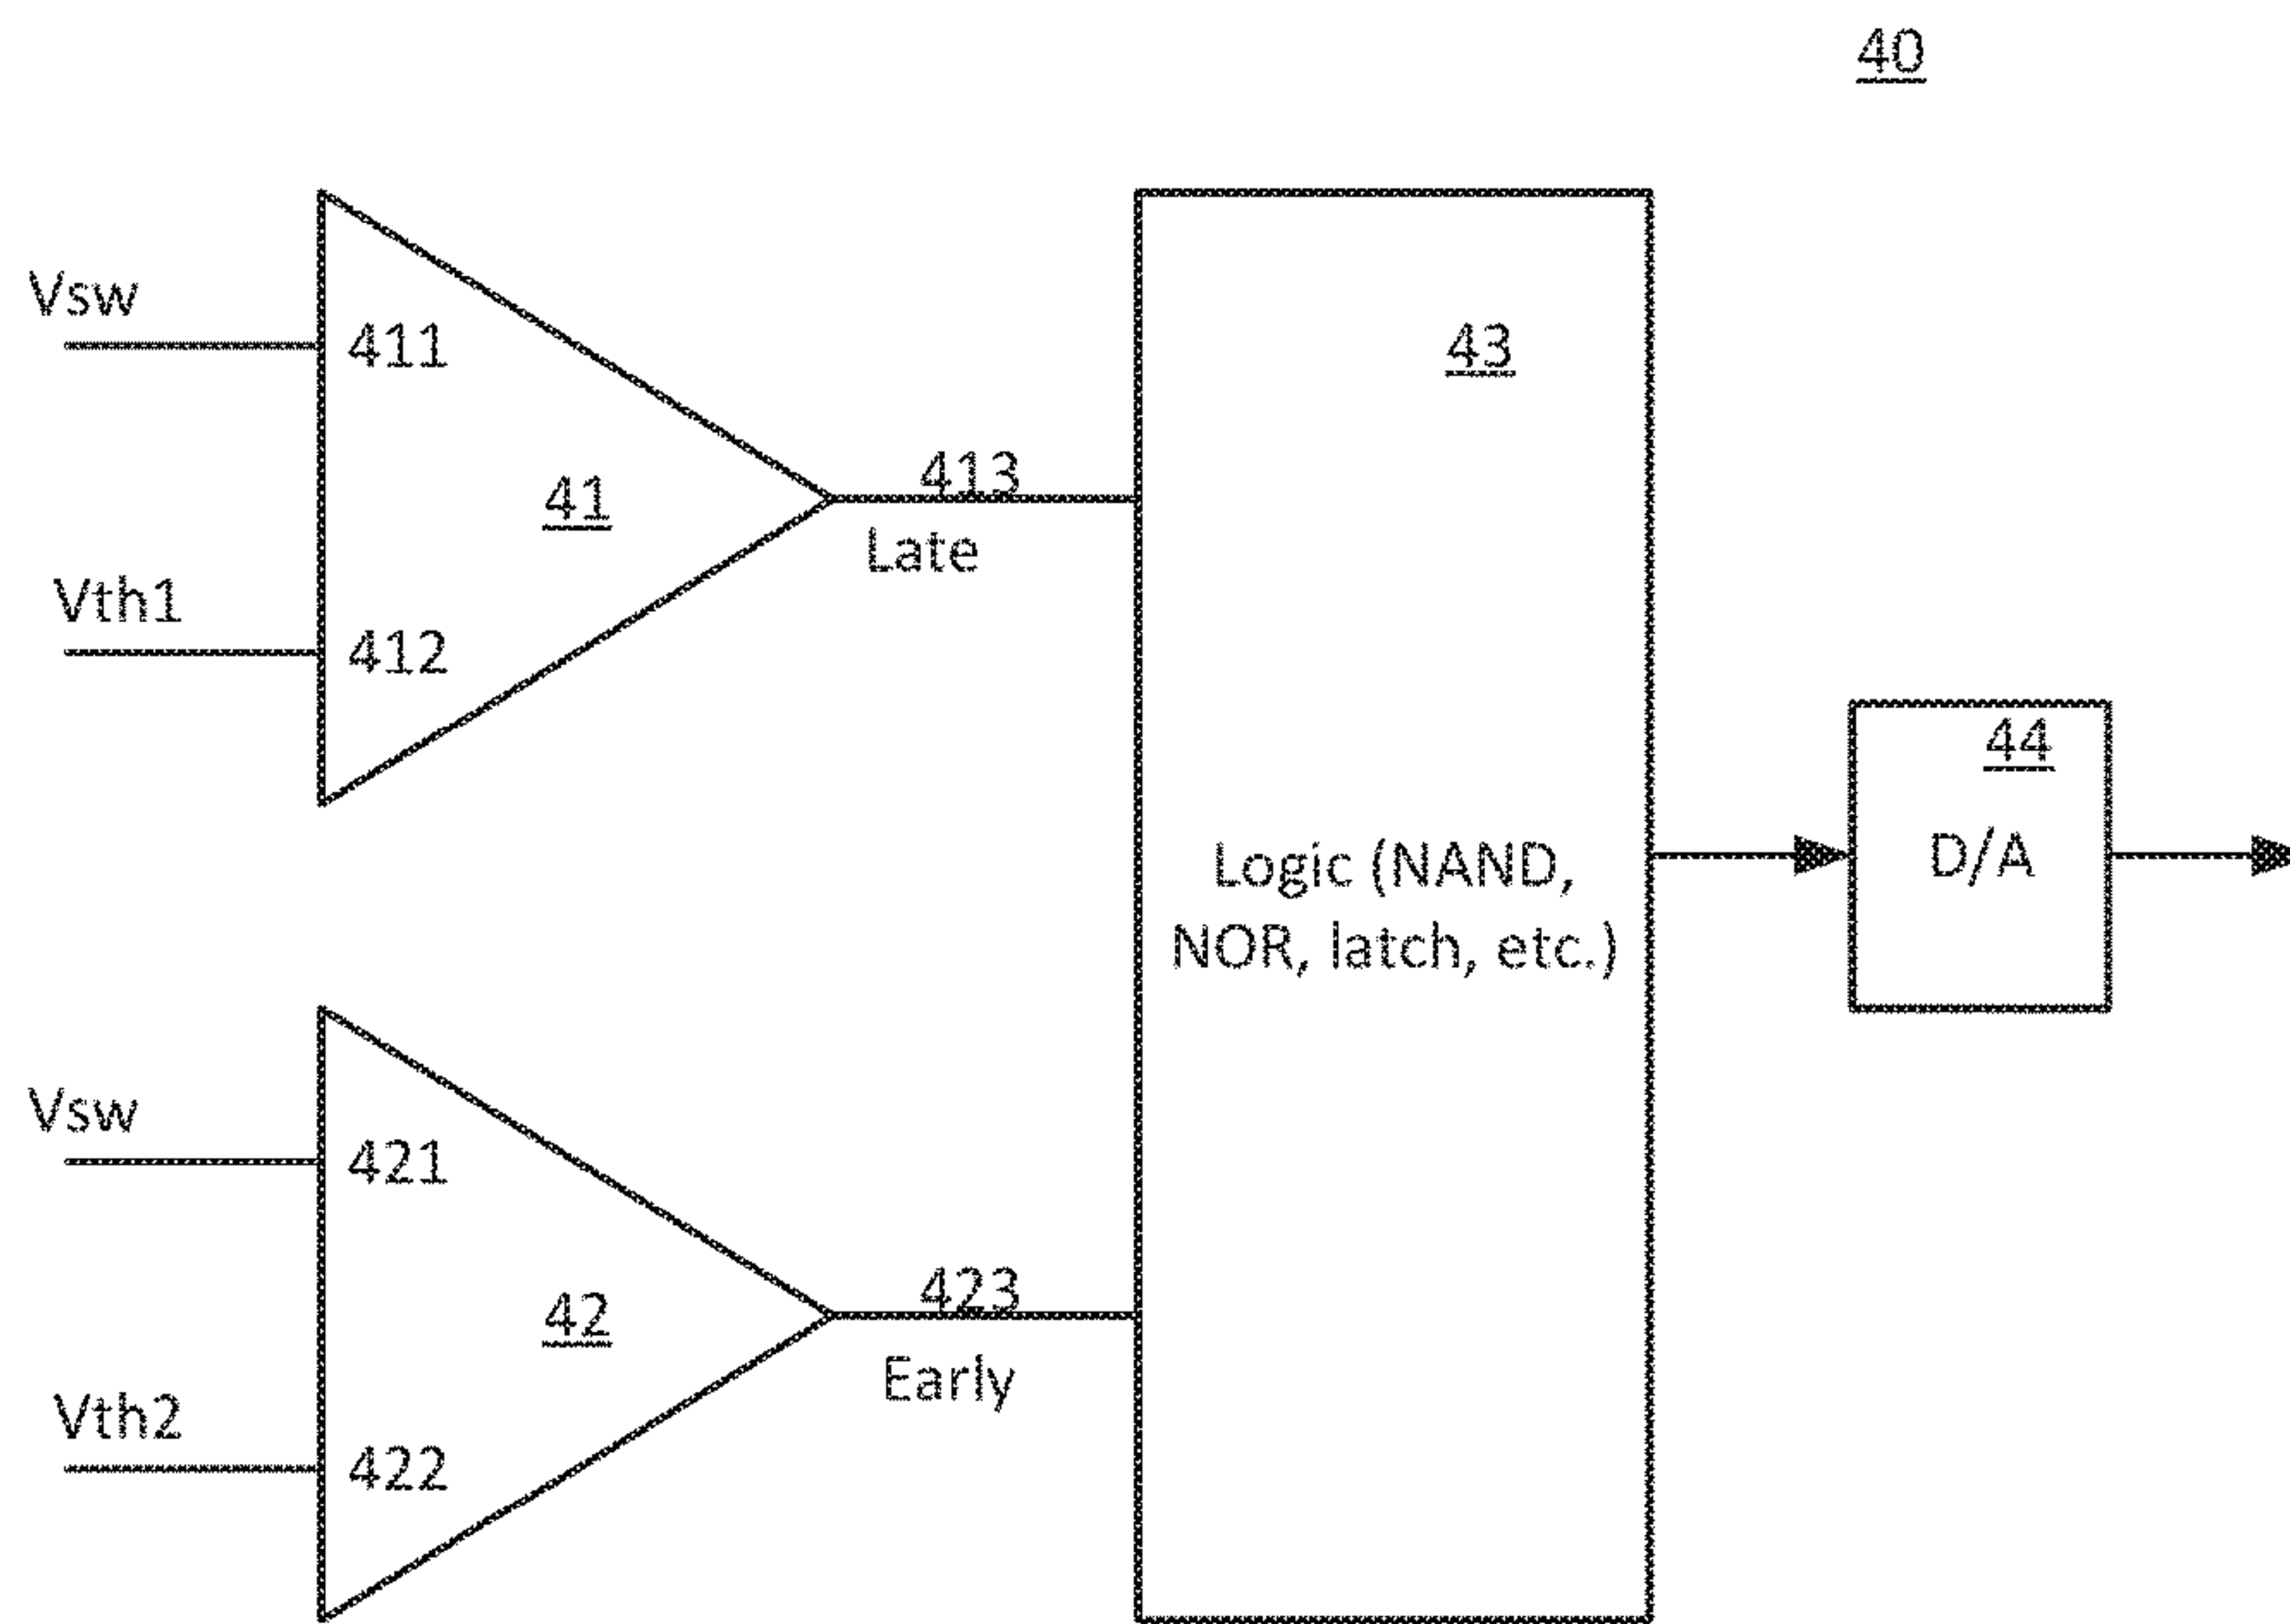 40
Vsw
411
43
413
41
Late
Vth1
412
44
D/A
Logic (NAND,
NOR, latch, etc.)
Vsw
421
423
42
Early
Vth2
422